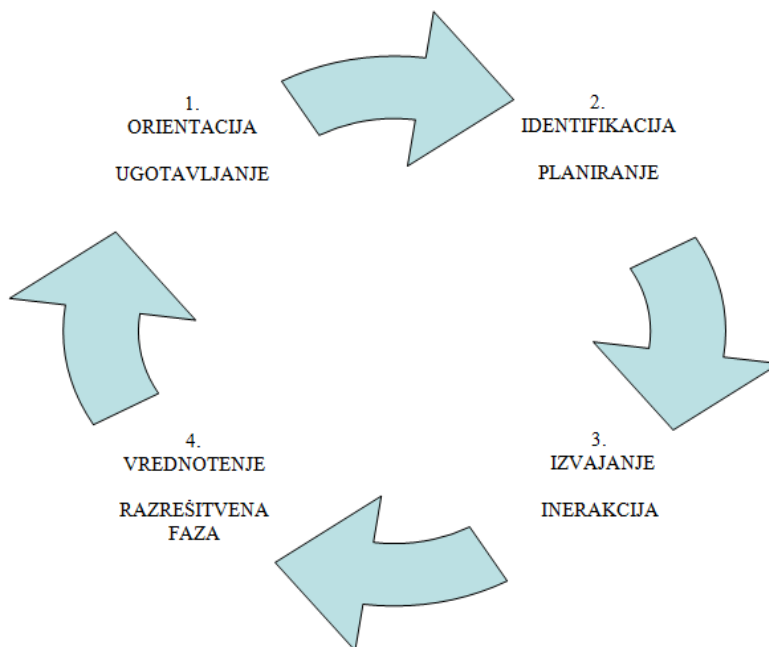 1.
ORIENTACIJA
UGOTAVLJANJE
2.
IDENTIFIKACIJA
PLANIRANJE
3.
IZVAJANJE
INERAKCIJA
4.
VREDNOTENJE
RAZREŠITVENA
FAZA